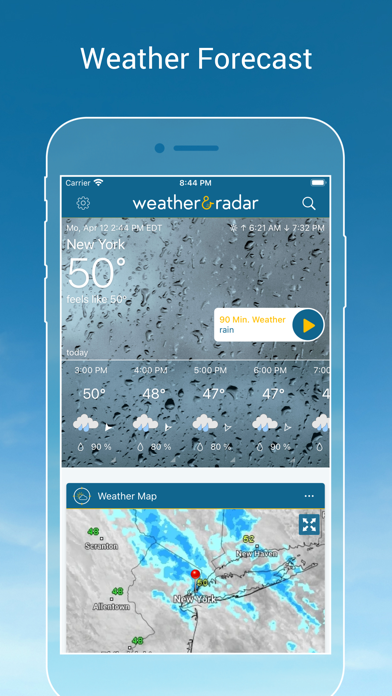 Weather Forecast
Carrier 8:44 PM
weather&radar
Mo, Apr 12 2:44 PM EDT ↑ 6:21 AM ↓ 7:32 PM
New York
50°
feels like 50°
90 Min. Weather
rain
today
3:00 PM 4:00 PM 5:00 PM 6:00 PM 7:0
50° 48° 47° 47° 4
90 % 80 % 80 % 90 %
Weather Map ...
46
Scranton
52
New Haven
50
New York
48
Allentown
48